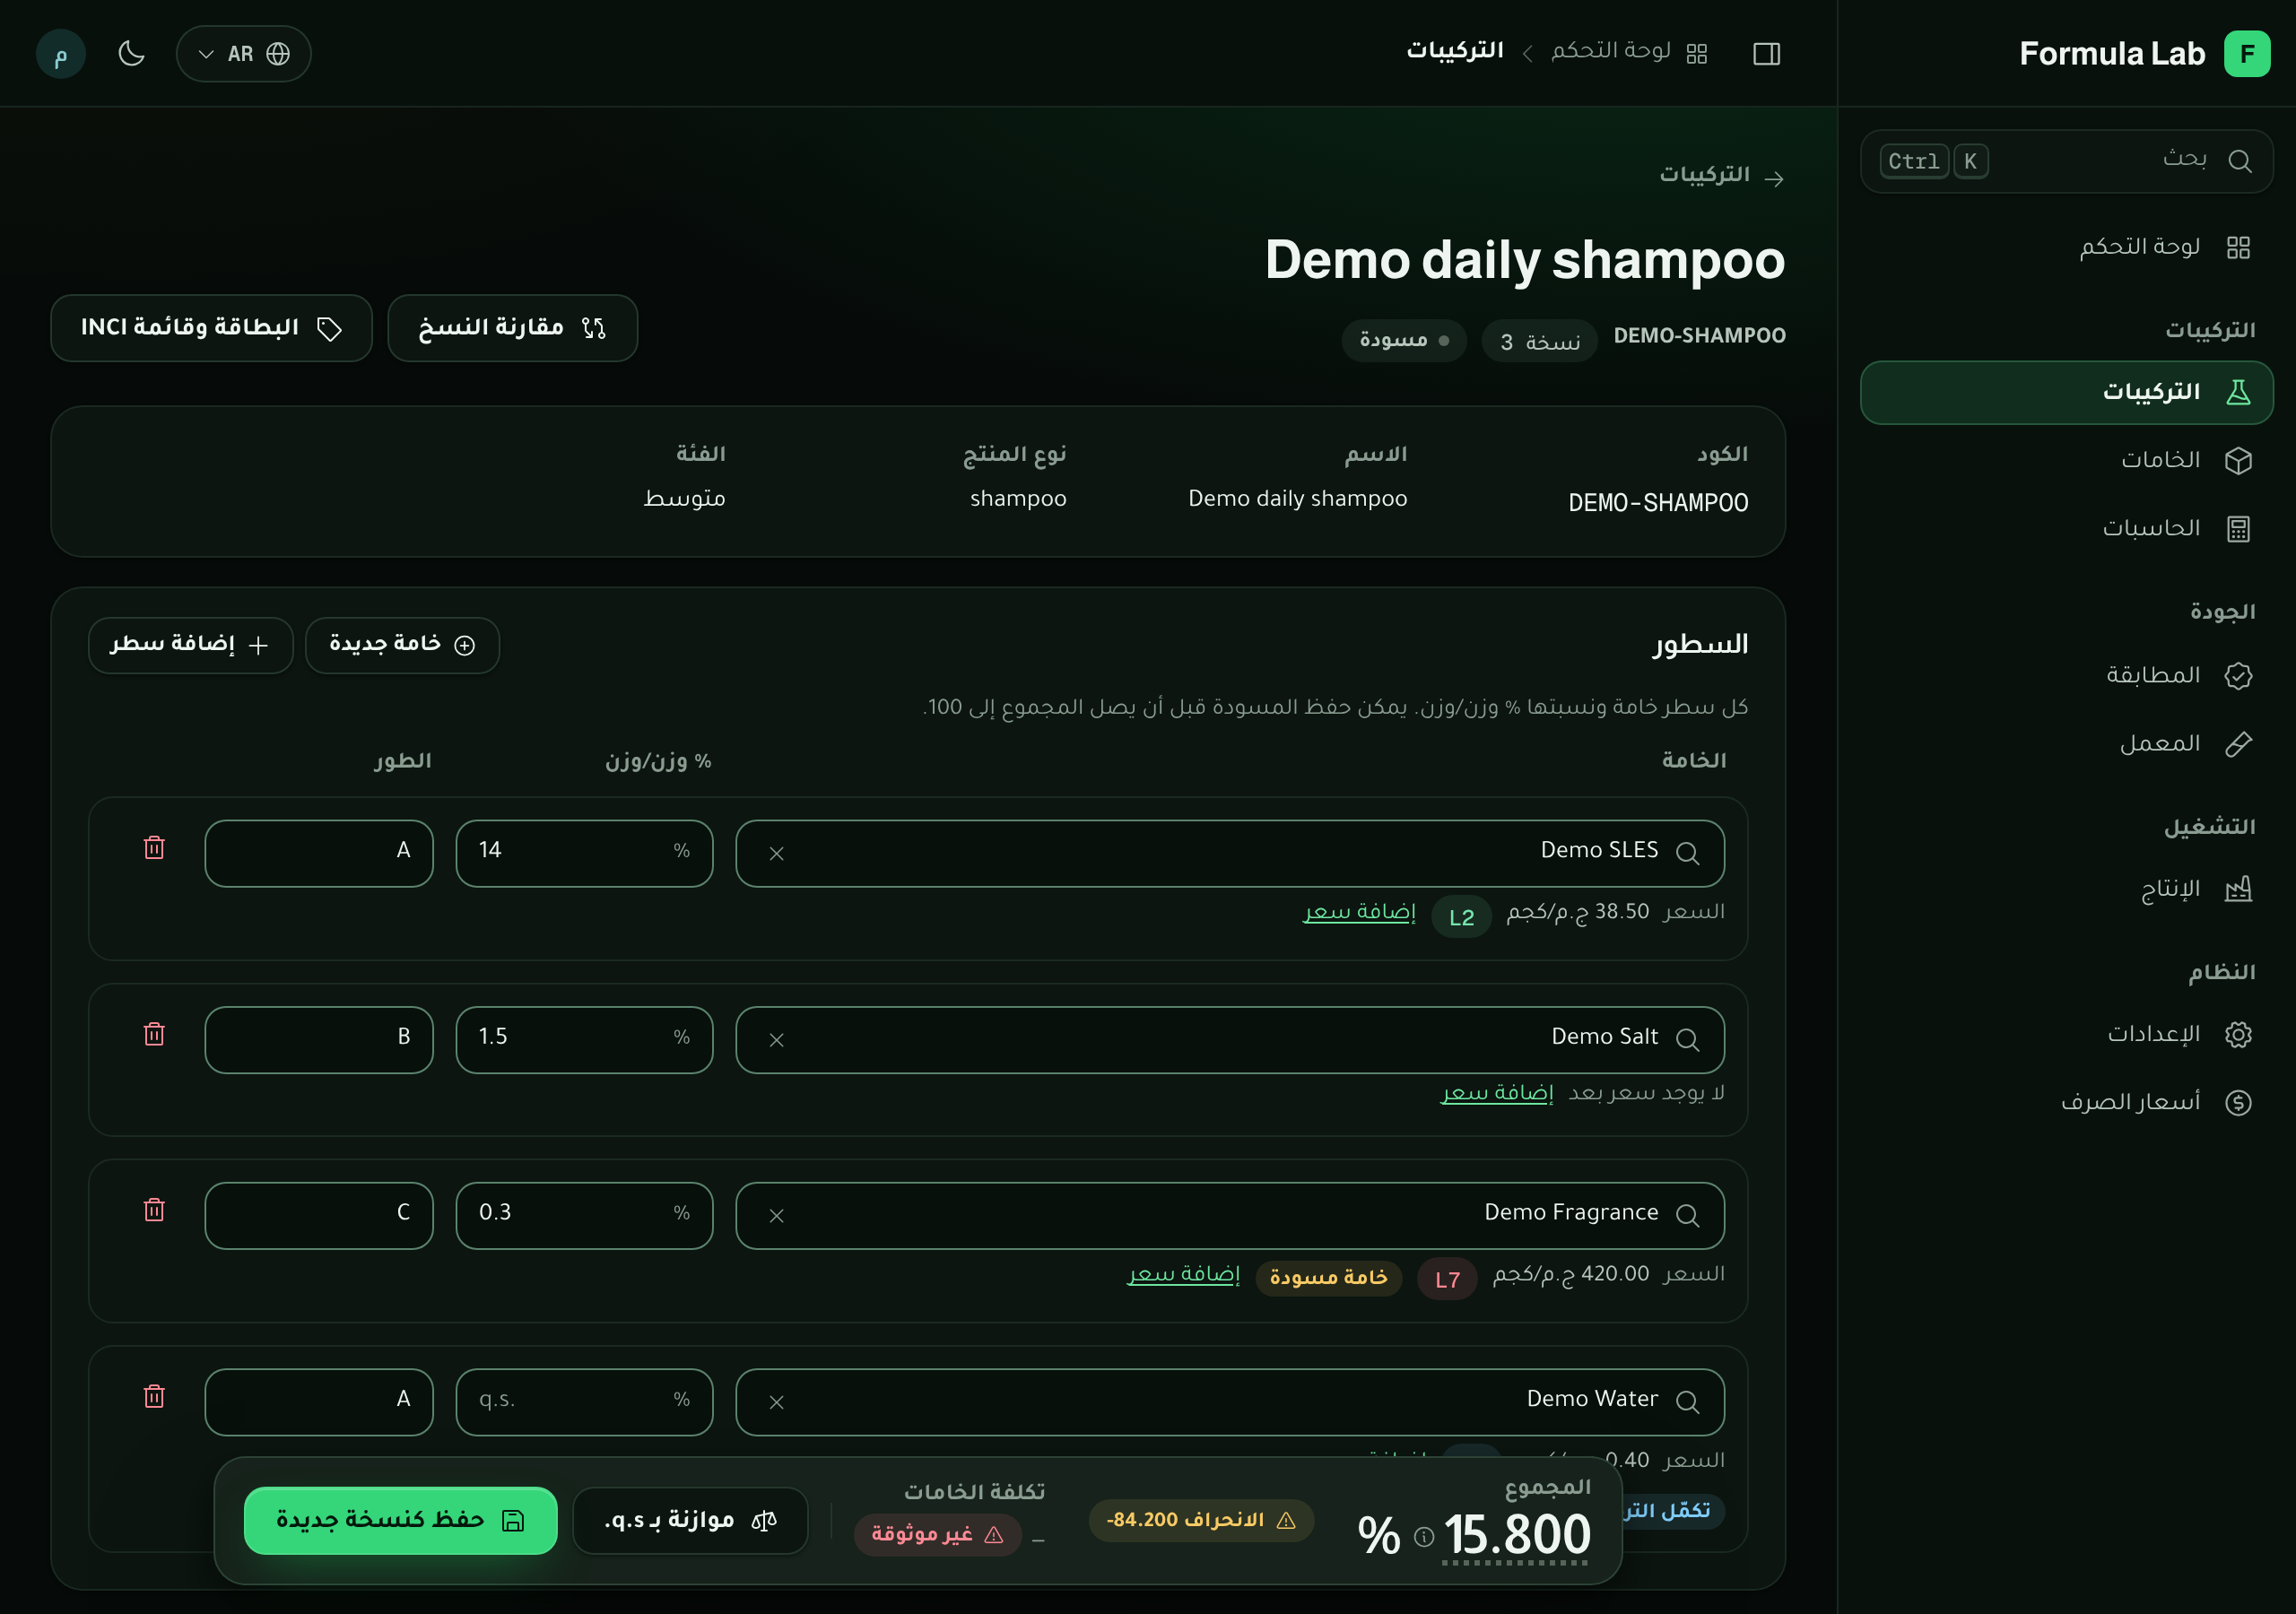 Formula Lab
F
بحث
Ctrl K
لوحة التحكم
التركيبات
التركيبات
الخامات
الحاسبات
الجودة
المطابقة
المعمل
التشغيل
الإنتاج
النظام
الإعدادات
أسعار الصرف
لوحة التحكم
التركيبات
AR
م
التركيبات
Demo daily shampoo
DEMO-SHAMPOO
نسخة 3
مسودة
مقارنة النسخ
البطاقة وقائمة INCI
الكود
الاسم
نوع المنتج
الفئة
DEMO-SHAMPOO
Demo daily shampoo
shampoo
متوسط
السطور
خامة جديدة
إضافة سطر
كل سطر خامة ونسبتها % وزن/وزن. يمكن حفظ المسودة قبل أن يصل المجموع إلى 100.
الخامة
% وزن/وزن
الطور
Demo SLES
% 14
A
السعر 38.50 ج.م/كجم L2 إضافة سعر
Demo Salt
% 1.5
B
لا يوجد سعر بعد إضافة سعر
Demo Fragrance
% 0.3
C
السعر 420.00 ج.م/كجم L7 خامة مسودة إضافة سعر
Demo Water
% q.s.
A
السعر 0.40
تكمّل
المجموع
15.800 %
الانحراف 84.200-
تكلفة الخامات
– غير موثوقة
موازنة بـ q.s.
حفظ كنسخة جديدة